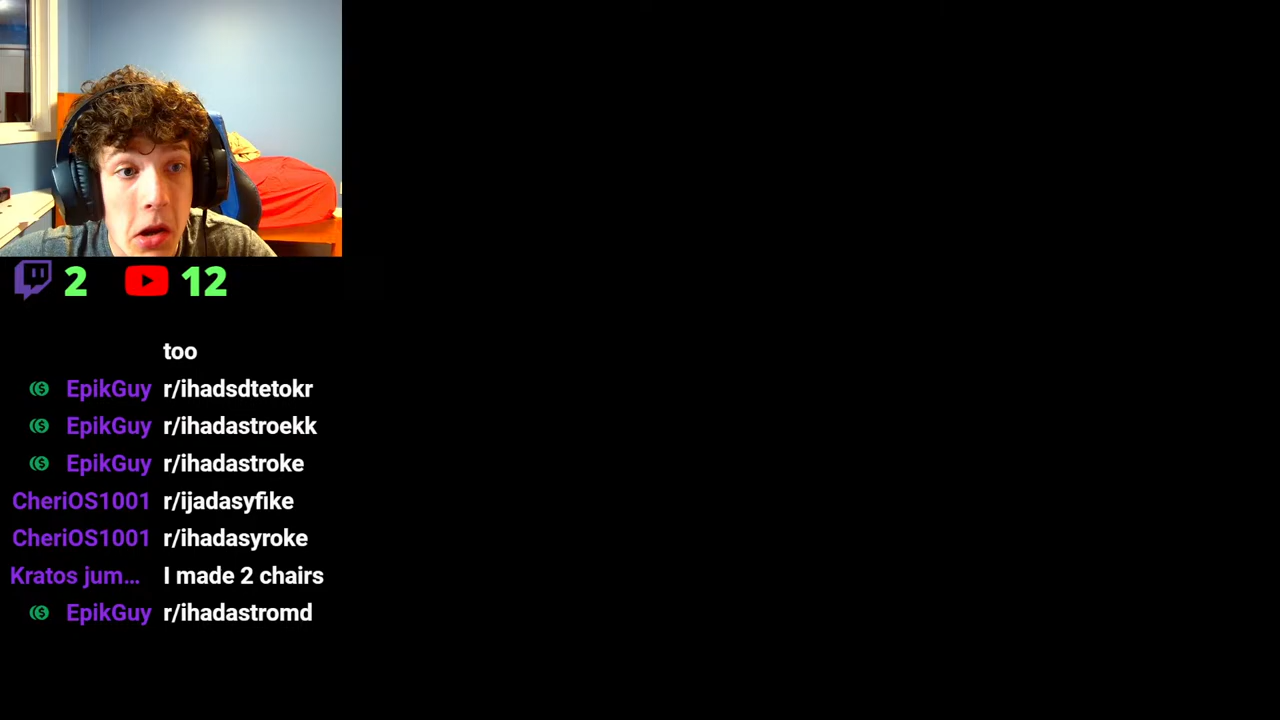 2 12
too
EpikGuy r/ihadsdtetokr
EpikGuy r/ihadastroekk
EpikGuy r/ihadastroke
CheriOS1001 r/ijadasyfike
CheriOS1001 r/ihadasyroke
Kratos jum... I made 2 chairs
EpikGuy r/ihadastromd